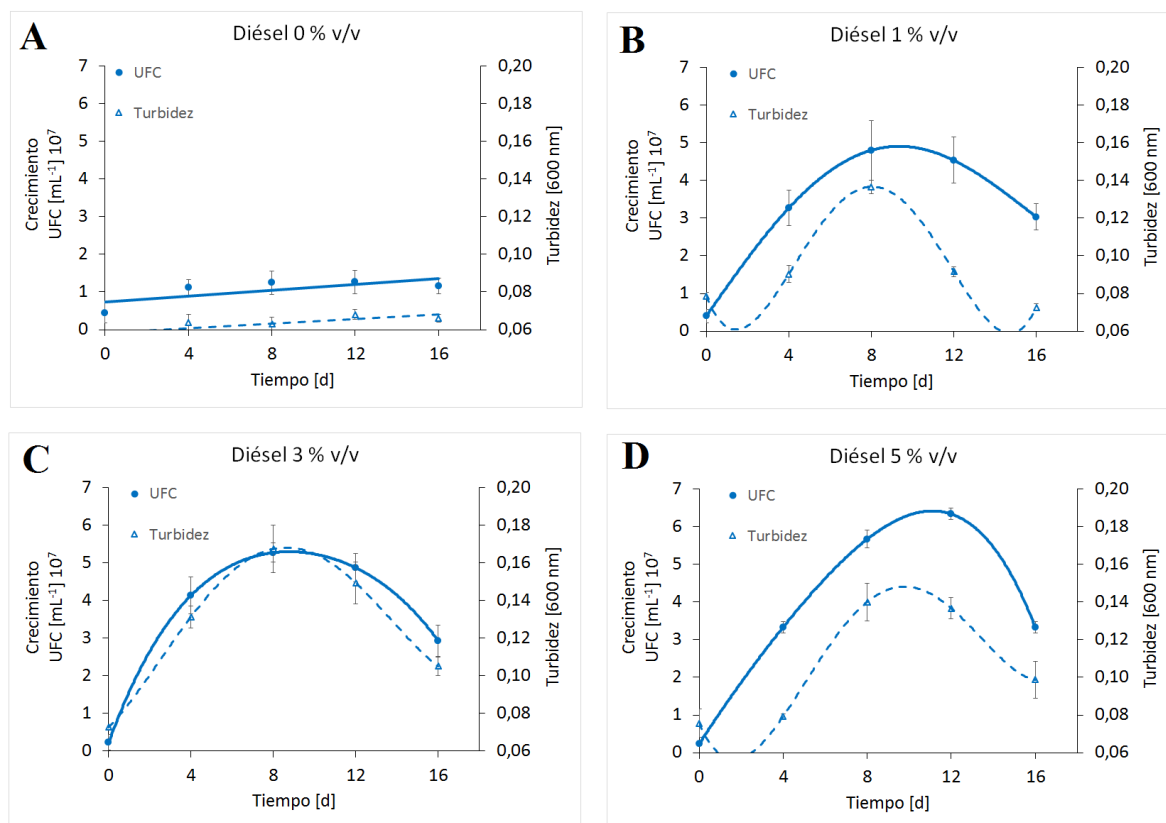 A
Diésel 0 % v/v
UFC
Turbidez
7
6
5
4
3
2
1
0
0,20
0,18
0,16
0,14
0,12
0,10
0,08
0,06
0 4 8 12 16
Crecimiento
UFC [mL⁻¹] 10⁷
Turbidez [600 nm]
Tiempo [d]
B
Diésel 1 % v/v
UFC
Turbidez
7
6
5
4
3
2
1
0
0,20
0,18
0,16
0,14
0,12
0,10
0,08
0,06
0 4 8 12 16
Crecimiento
UFC [mL⁻¹] 10⁷
Turbidez [600 nm]
Tiempo [d]
C
Diésel 3 % v/v
UFC
Turbidez
7
6
5
4
3
2
1
0
0,20
0,18
0,16
0,14
0,12
0,10
0,08
0,06
0 4 8 12 16
Crecimiento
UFC [mL⁻¹] 10⁷
Turbidez [600 nm]
Tiempo [d]
D
Diésel 5 % v/v
UFC
Turbidez
7
6
5
4
3
2
1
0
0,20
0,18
0,16
0,14
0,12
0,10
0,08
0,06
0 4 8 12 16
Crecimiento
UFC [mL⁻¹] 10⁷
Turbidez [600 nm]
Tiempo [d]